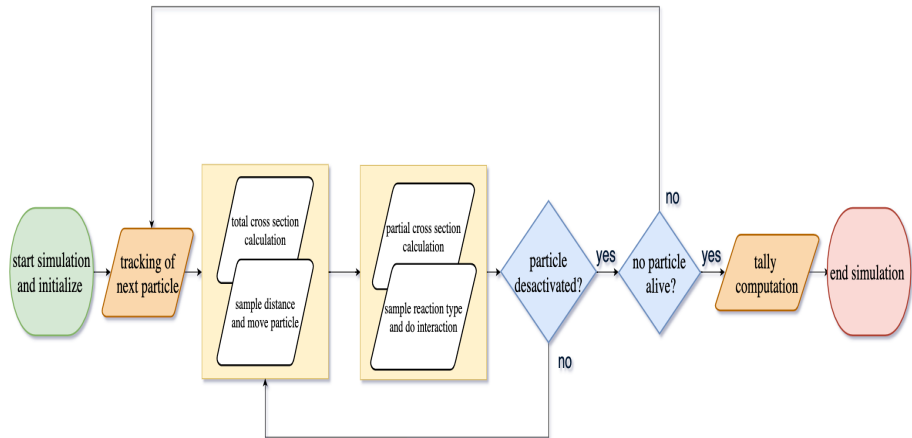 no
start simulation
and initialize
tracking of
next particle
total cross section
calculation
sample distance
and move particle
partial cross section
calculation
sample reaction type
and do interaction
particle
desactivated?
yes
no
no particle
alive?
yes
tally
computation
end simulation